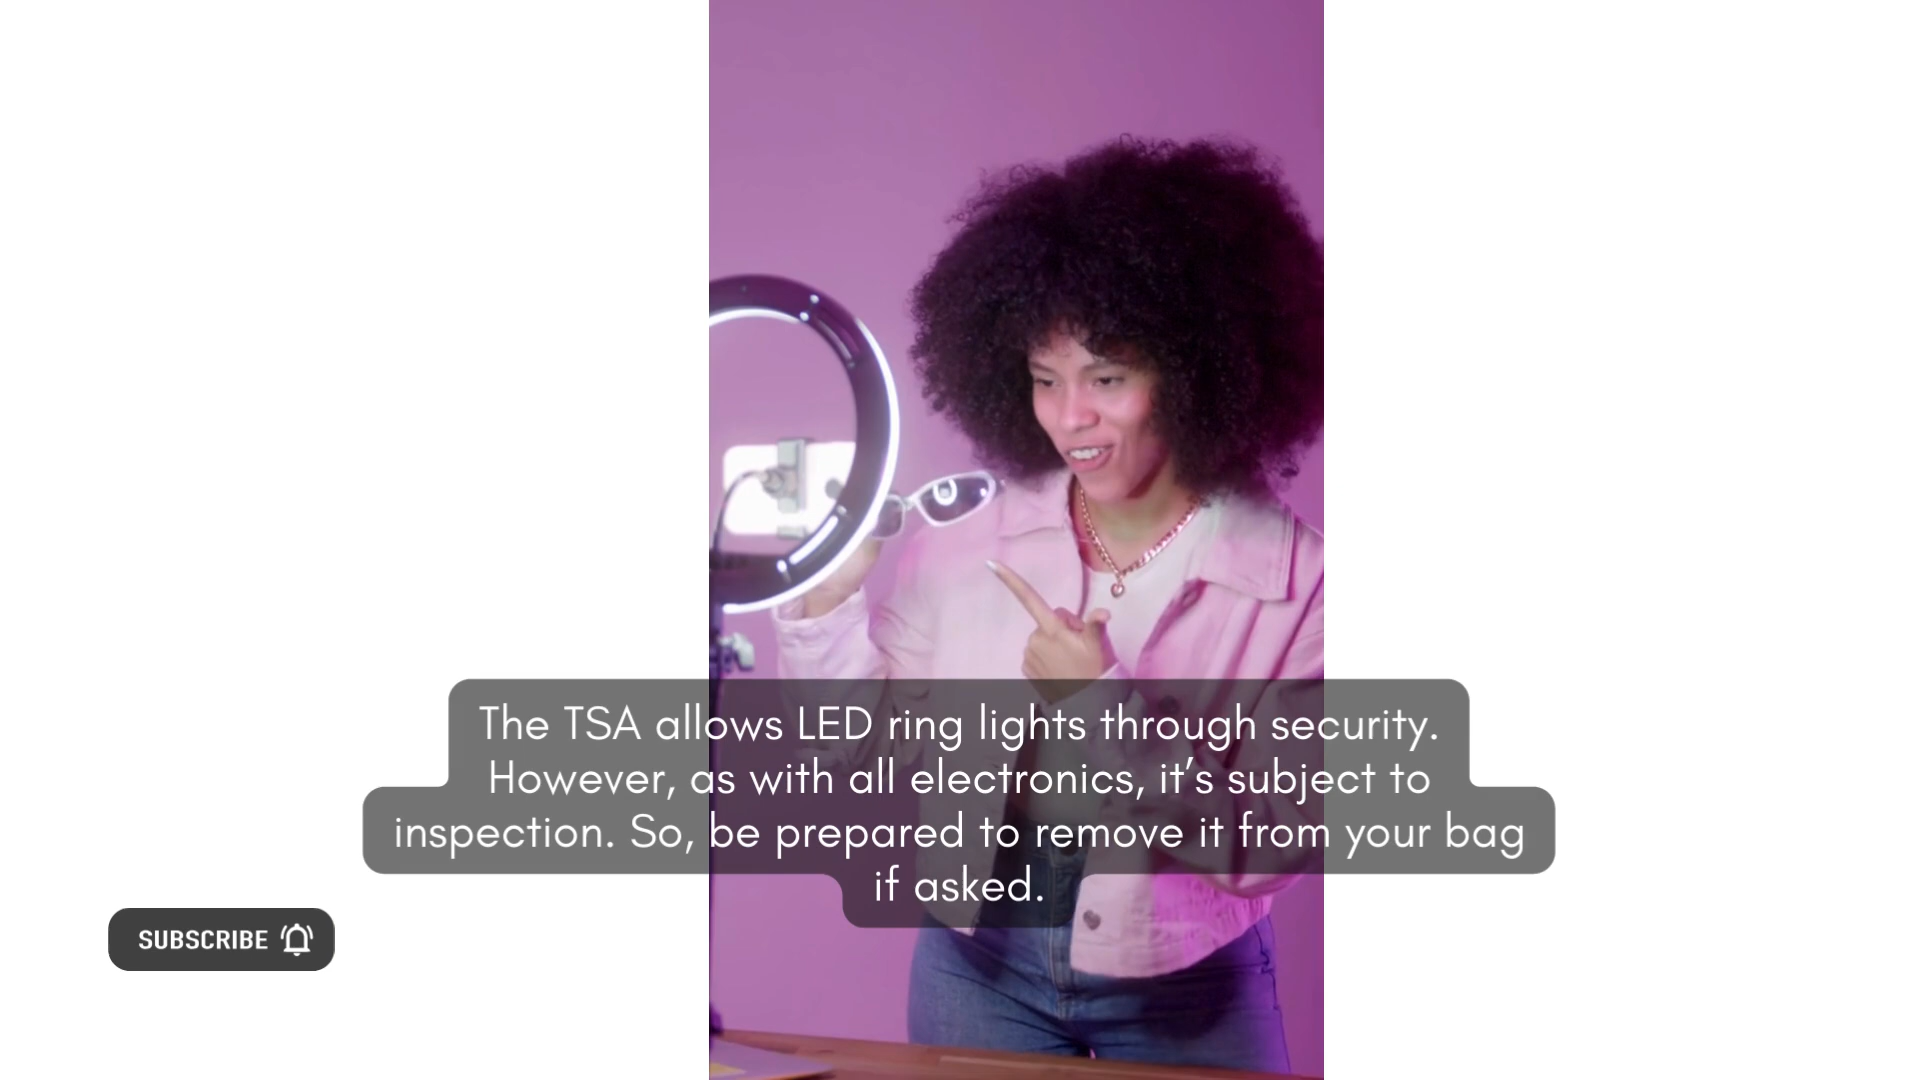 The TSA allows LED ring lights through security.
However, as with all electronics, it’s subject to
inspection. So, be prepared to remove it from your bag
if asked.
SUBSCRIBE